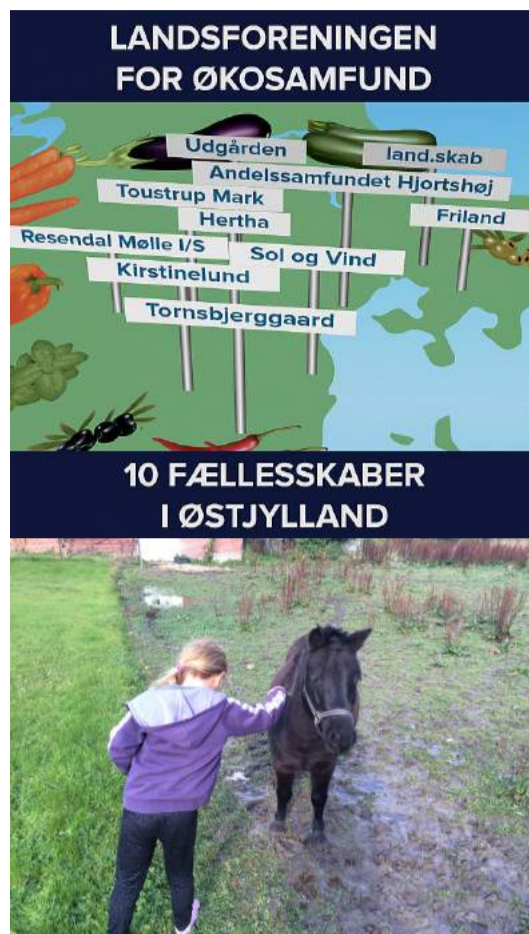 LANDSFORENINGEN
FOR ØKOSAMFUND
Udgården
land.skab
Andelssamfundet Hjortshøj
Toustrup Mark
Hertha
Friland
Resendal Mølle I/S
Sol og Vind
Kirstinelund
Tornsbjerggaard
10 FÆLLESSKABER
I ØSTJYLLAND